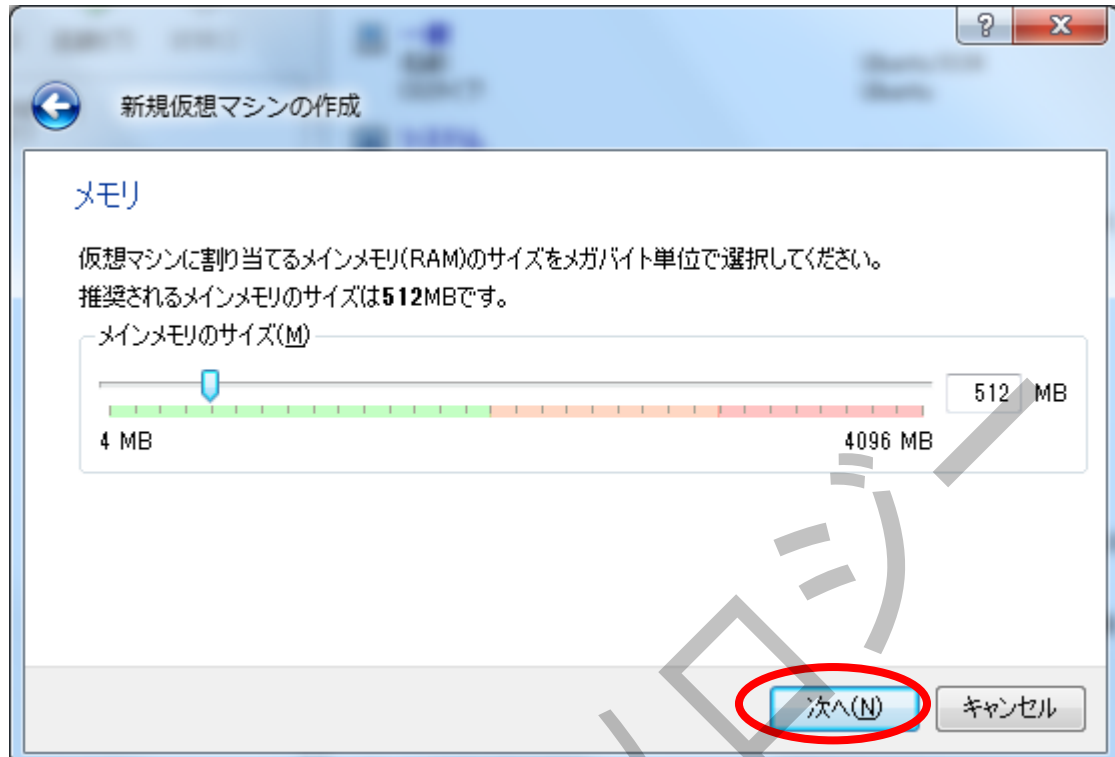 新規仮想マシンの作成
メモリ
仮想マシンに割り当てるメインメモリ(RAM)のサイズをメガバイト単位で選択してください。
推奨されるメインメモリのサイズは512MBです。
メインメモリのサイズ(M)
512 MB
4 MB
4096 MB
次へ(N)
キャンセル
ロジー